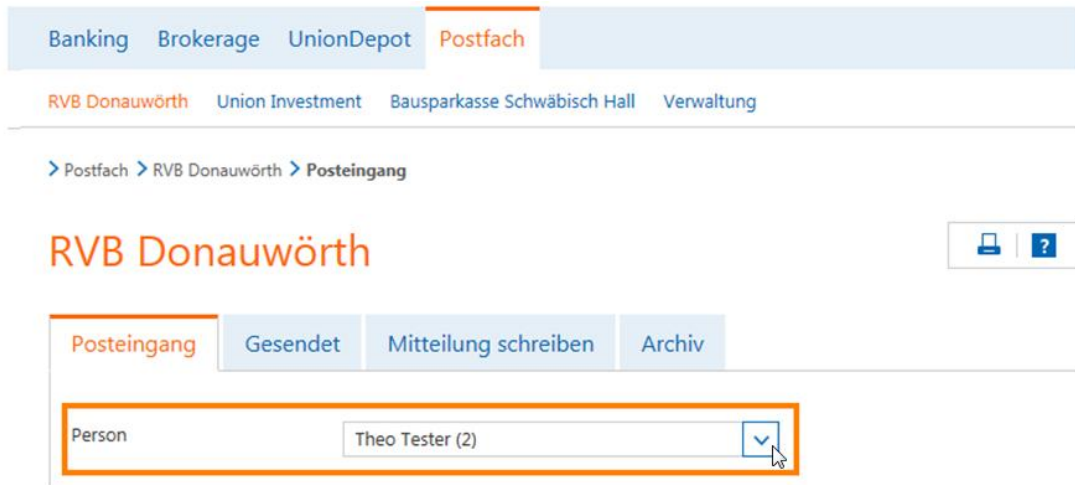 Banking Brokerage UnionDepot Postfach
RVB Donauwörth Union Investment Bausparkasse Schwäbisch Hall Verwaltung
> Postfach > RVB Donauwörth > Posteingang
RVB Donauwörth
?
Posteingang Gesendet Mitteilung schreiben Archiv
Person Theo Tester (2)